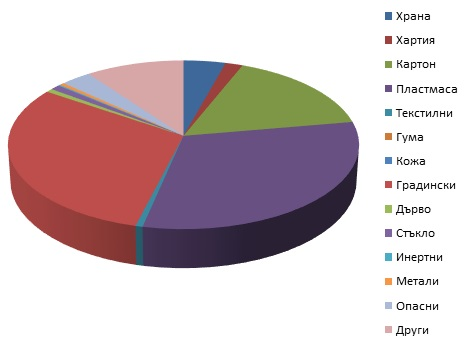 Храна
Хартия
Картон
Пластмаса
Текстилни
Гума
Кожа
Градински
Дърво
Стъкло
Инертни
Метали
Опасни
Други